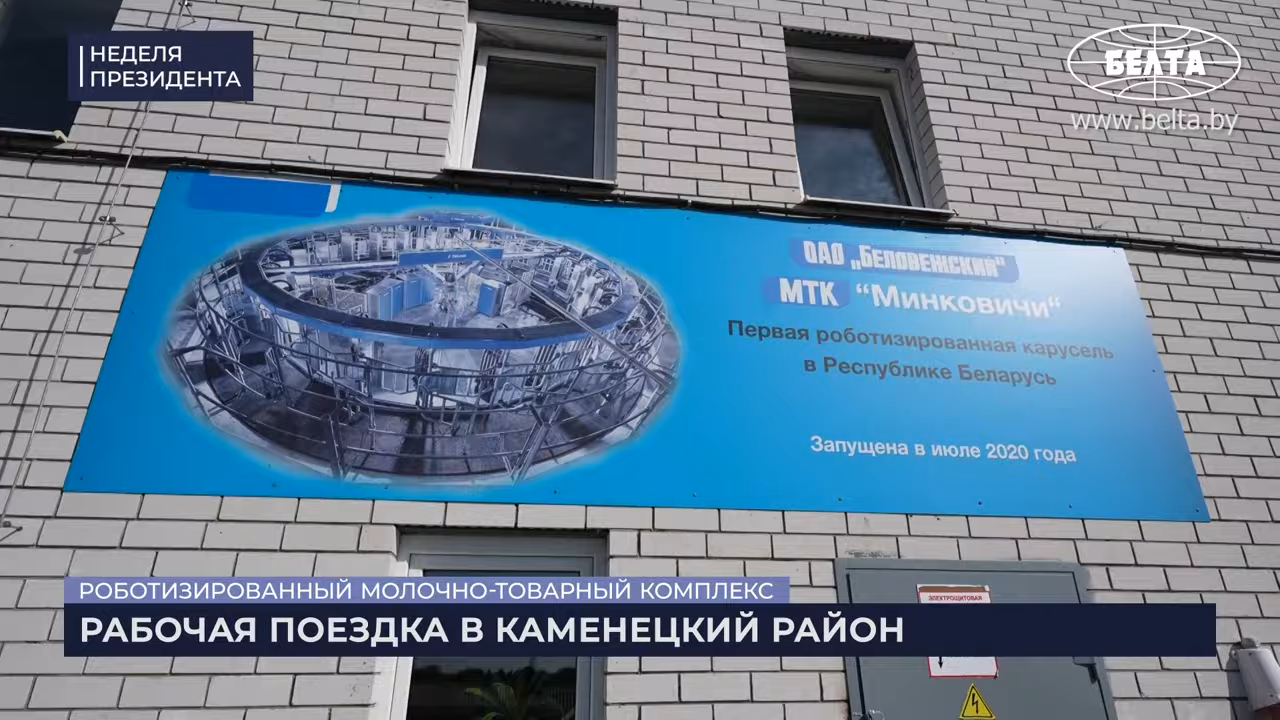 НЕДЕЛЯ
ПРЕЗИДЕНТА
БЕЛТА
www.belta.by
ОАО „Беловежский"
МТК “Минковичи“
Первая роботизированная карусель
в Республике Беларусь
Запущена в июле 2020 года
РОБОТИЗИРОВАННЫЙ МОЛОЧНО-ТОВАРНЫЙ КОМПЛЕКС
РАБОЧАЯ ПОЕЗДКА В КАМЕНЕЦКИЙ РАЙОН
ЭЛЕКТРОЩИТОВАЯ